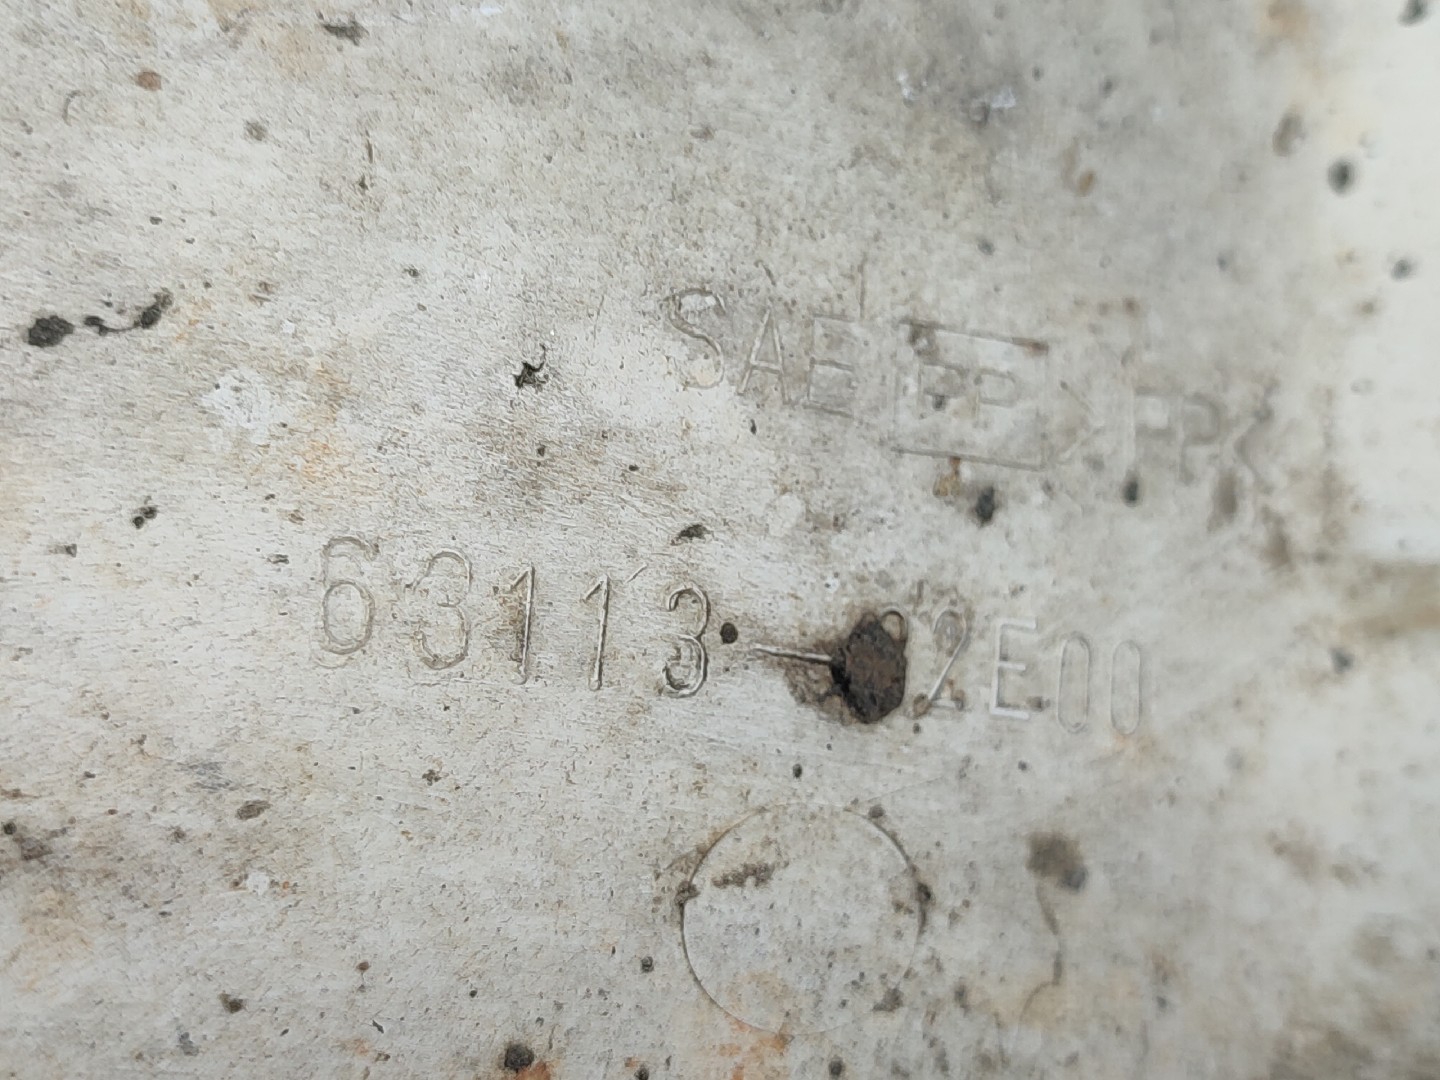 SAE PP >PP<
63113- 2E00